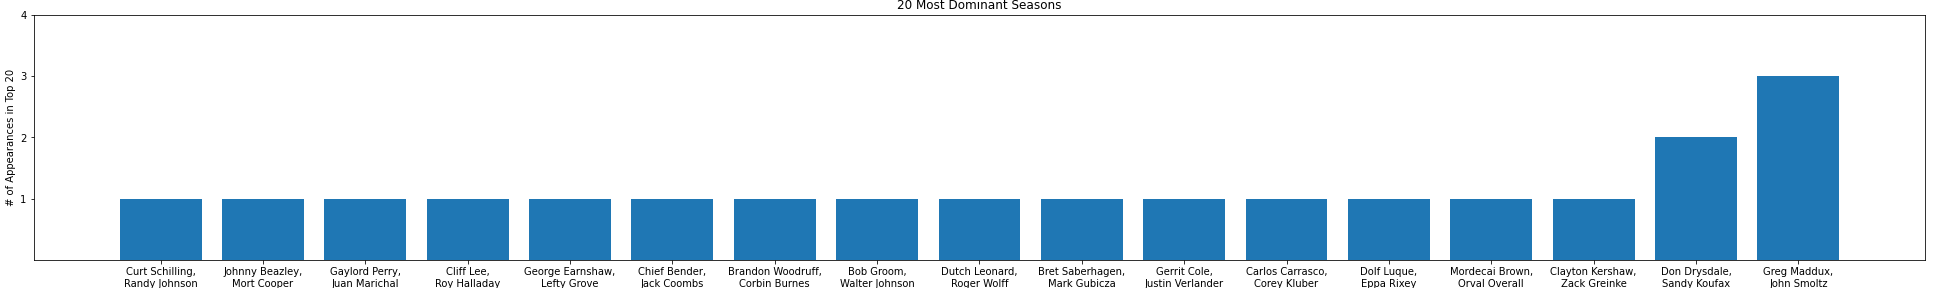 20 Most Dominant Seasons
# of Appearances in Top 20
4
3
2
1
Curt Schilling,
Randy Johnson
Johnny Beazley,
Mort Cooper
Gaylord Perry,
Juan Marichal
Cliff Lee,
Roy Halladay
George Earnshaw,
Lefty Grove
Chief Bender,
Jack Coombs
Brandon Woodruff,
Corbin Burnes
Bob Groom,
Walter Johnson
Dutch Leonard,
Roger Wolff
Bret Saberhagen,
Mark Gubicza
Gerrit Cole,
Justin Verlander
Carlos Carrasco,
Corey Kluber
Dolf Luque,
Eppa Rixey
Mordecai Brown,
Orval Overall
Clayton Kershaw,
Zack Greinke
Don Drysdale,
Sandy Koufax
Greg Maddux,
John Smoltz